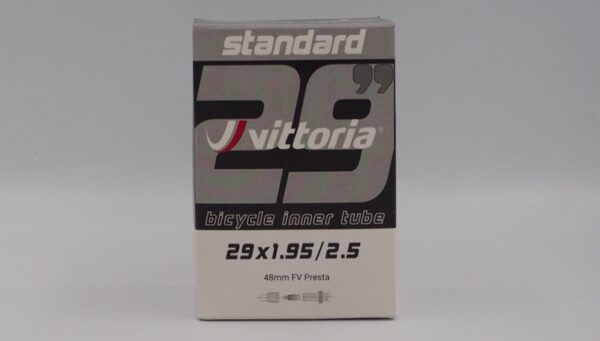 standard
29”
vittoria®
bicycle inner tube
29x1.95/2.5
48mm FV Presta